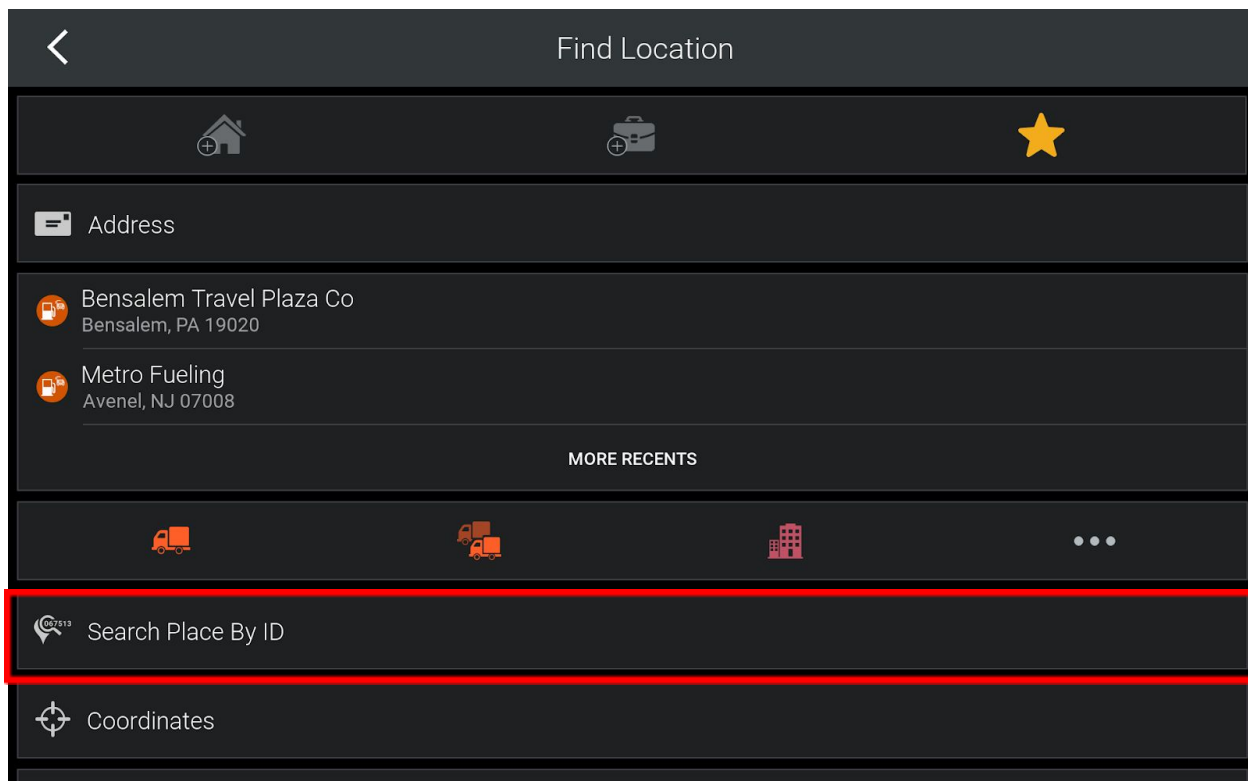 Find Location
Address
Bensalem Travel Plaza Co
Bensalem, PA 19020
Metro Fueling
Avenel, NJ 07008
MORE RECENTS
067513
Search Place By ID
Coordinates